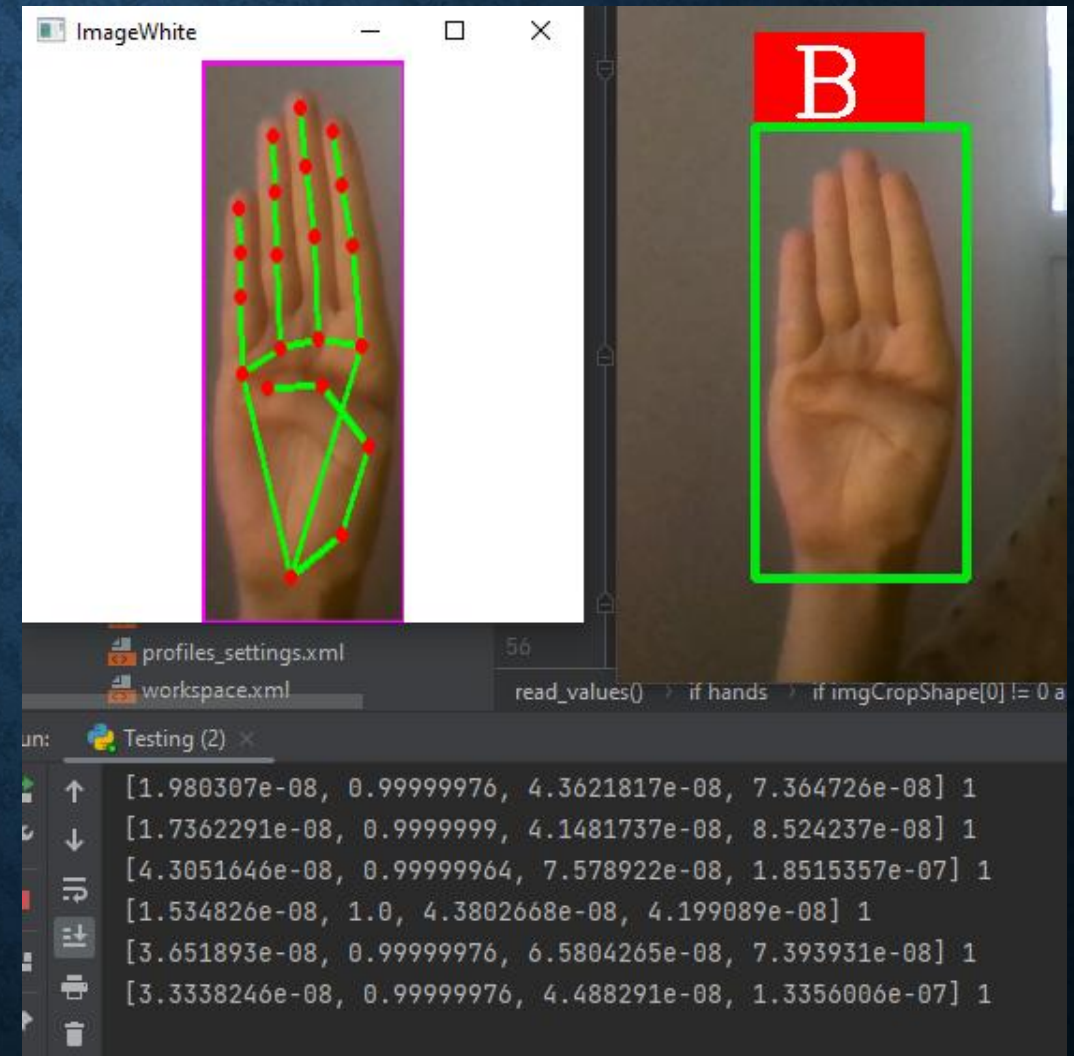 ImageWhite
B
profiles_settings.xml
workspace.xml
56
read_values() › if hands › if imgCropShape[0] != 0 a
un: Testing (2)
[1.980307e-08, 0.99999976, 4.3621817e-08, 7.364726e-08] 1
[1.7362291e-08, 0.9999999, 4.1481737e-08, 8.524237e-08] 1
[4.3051646e-08, 0.99999964, 7.578922e-08, 1.8515357e-07] 1
[1.534826e-08, 1.0, 4.3802668e-08, 4.199089e-08] 1
[3.651893e-08, 0.99999976, 6.5804265e-08, 7.393931e-08] 1
[3.3338246e-08, 0.99999976, 4.488291e-08, 1.3356006e-07] 1